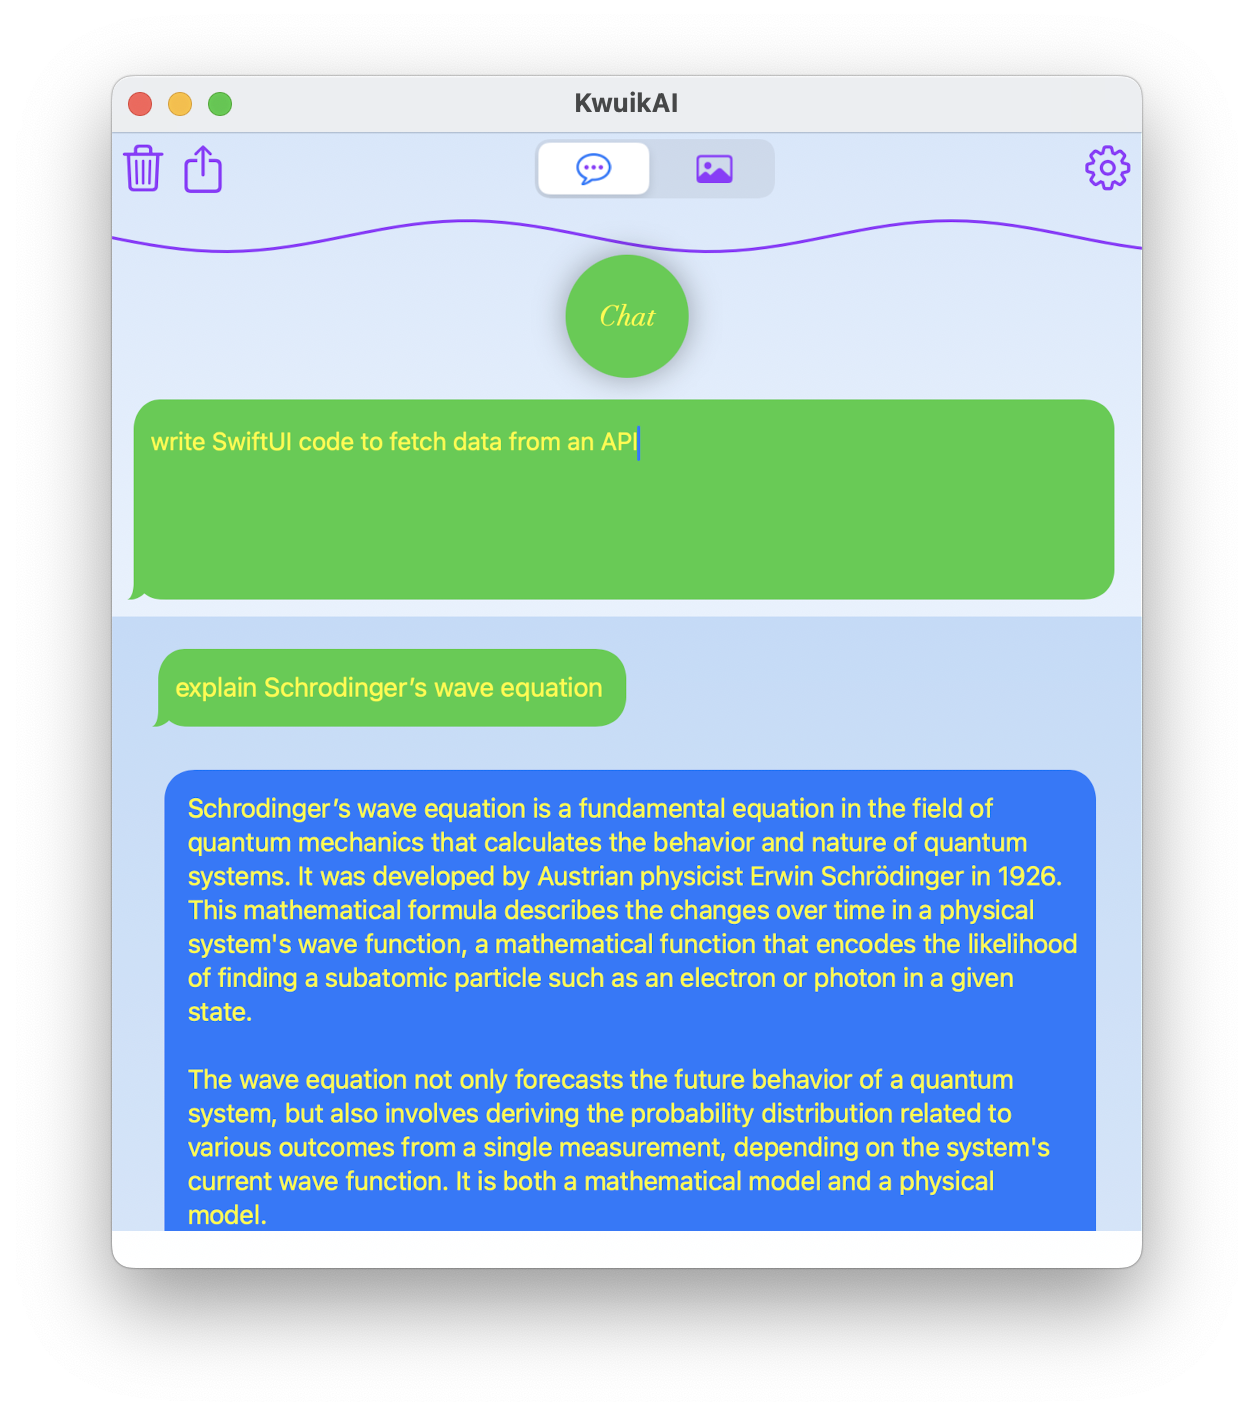 KwuikAI
Chat
write SwiftUI code to fetch data from an API
explain Schrodinger’s wave equation
Schrodinger’s wave equation is a fundamental equation in the field of
quantum mechanics that calculates the behavior and nature of quantum
systems. It was developed by Austrian physicist Erwin Schrödinger in 1926.
This mathematical formula describes the changes over time in a physical
system's wave function, a mathematical function that encodes the likelihood
of finding a subatomic particle such as an electron or photon in a given
state.
The wave equation not only forecasts the future behavior of a quantum
system, but also involves deriving the probability distribution related to
various outcomes from a single measurement, depending on the system's
current wave function. It is both a mathematical model and a physical
model.